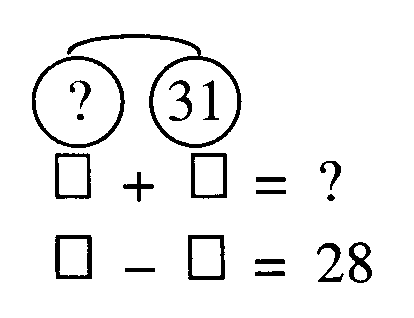 ? 31
□ + □ = ?
□ - □ = 28